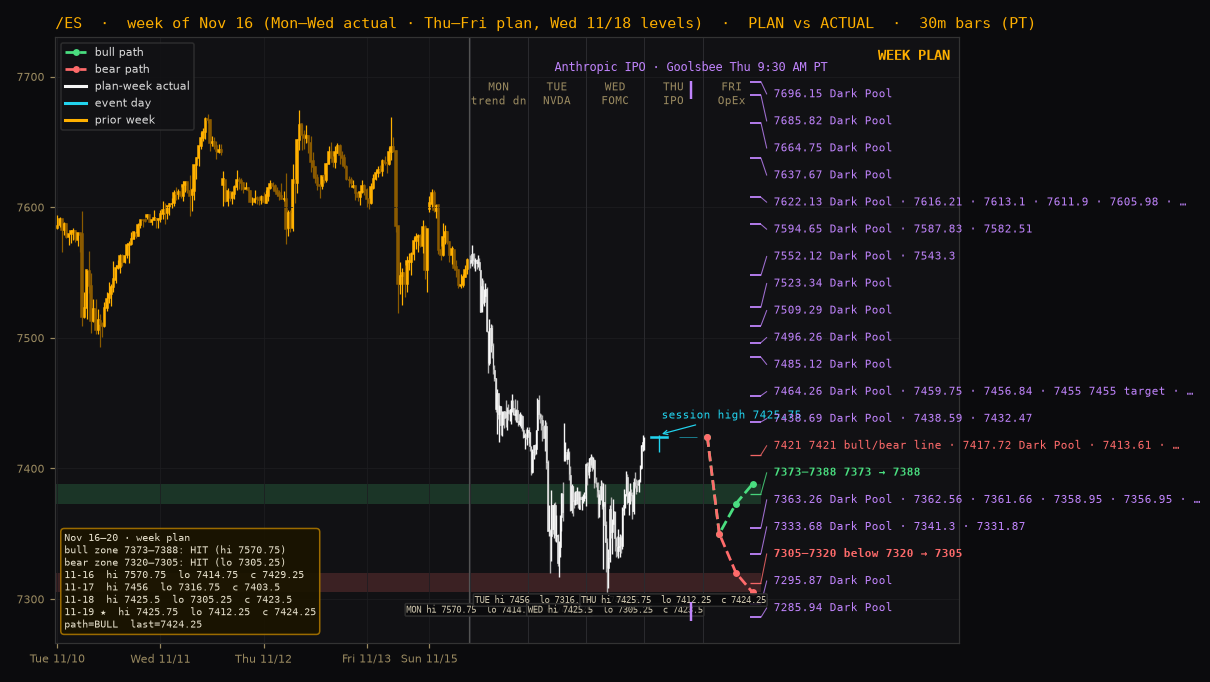 /ES · week of Nov 16 (Mon–Wed actual · Thu–Fri plan, Wed 11/18 levels) · PLAN vs ACTUAL · 30m bars (PT)
bull path
bear path
plan-week actual
event day
prior week
WEEK PLAN
Anthropic IPO · Goolsbee Thu 9:30 AM PT
MON TUE WED THU FRI
trend dn NVDA FOMC IPO OpEx
7700
7600
7500
7400
7300
7696.15 Dark Pool
7685.82 Dark Pool
7664.75 Dark Pool
7637.67 Dark Pool
7622.13 Dark Pool · 7616.21 · 7613.1 · 7611.9 · 7605.98 · …
7594.65 Dark Pool · 7587.83 · 7582.51
7552.12 Dark Pool · 7543.3
7523.34 Dark Pool
7509.29 Dark Pool
7496.26 Dark Pool
7485.12 Dark Pool
7464.26 Dark Pool · 7459.75 · 7456.84 · 7455 7455 target · …
session high 7425.75
7438.69 Dark Pool · 7438.59 · 7432.47
7421 7421 bull/bear line · 7417.72 Dark Pool · 7413.61 · …
7373–7388 7373 → 7388
7363.26 Dark Pool · 7362.56 · 7361.66 · 7358.95 · 7356.95 · …
7333.68 Dark Pool · 7341.3 · 7331.87
7305–7320 below 7320 → 7305
7295.87 Dark Pool
7285.94 Dark Pool
Nov 16–20 · week plan
bull zone 7373–7388: HIT (hi 7570.75)
bear zone 7320–7305: HIT (lo 7305.25)
11-16 hi 7570.75 lo 7414.75 c 7429.25
11-17 hi 7456 lo 7316.75 c 7403.5
11-18 hi 7425.5 lo 7305.25 c 7423.5
11-19 ★ hi 7425.75 lo 7412.25 c 7424.25
path=BULL last=7424.25
TUE hi 7456 lo 7316. THU hi 7425.75 lo 7412.25 c 7424.25
MON hi 7570.75 lo 7414. WED hi 7425.5 lo 7305.25 c 7423.5
Tue 11/10 Wed 11/11 Thu 11/12 Fri 11/13 Sun 11/15